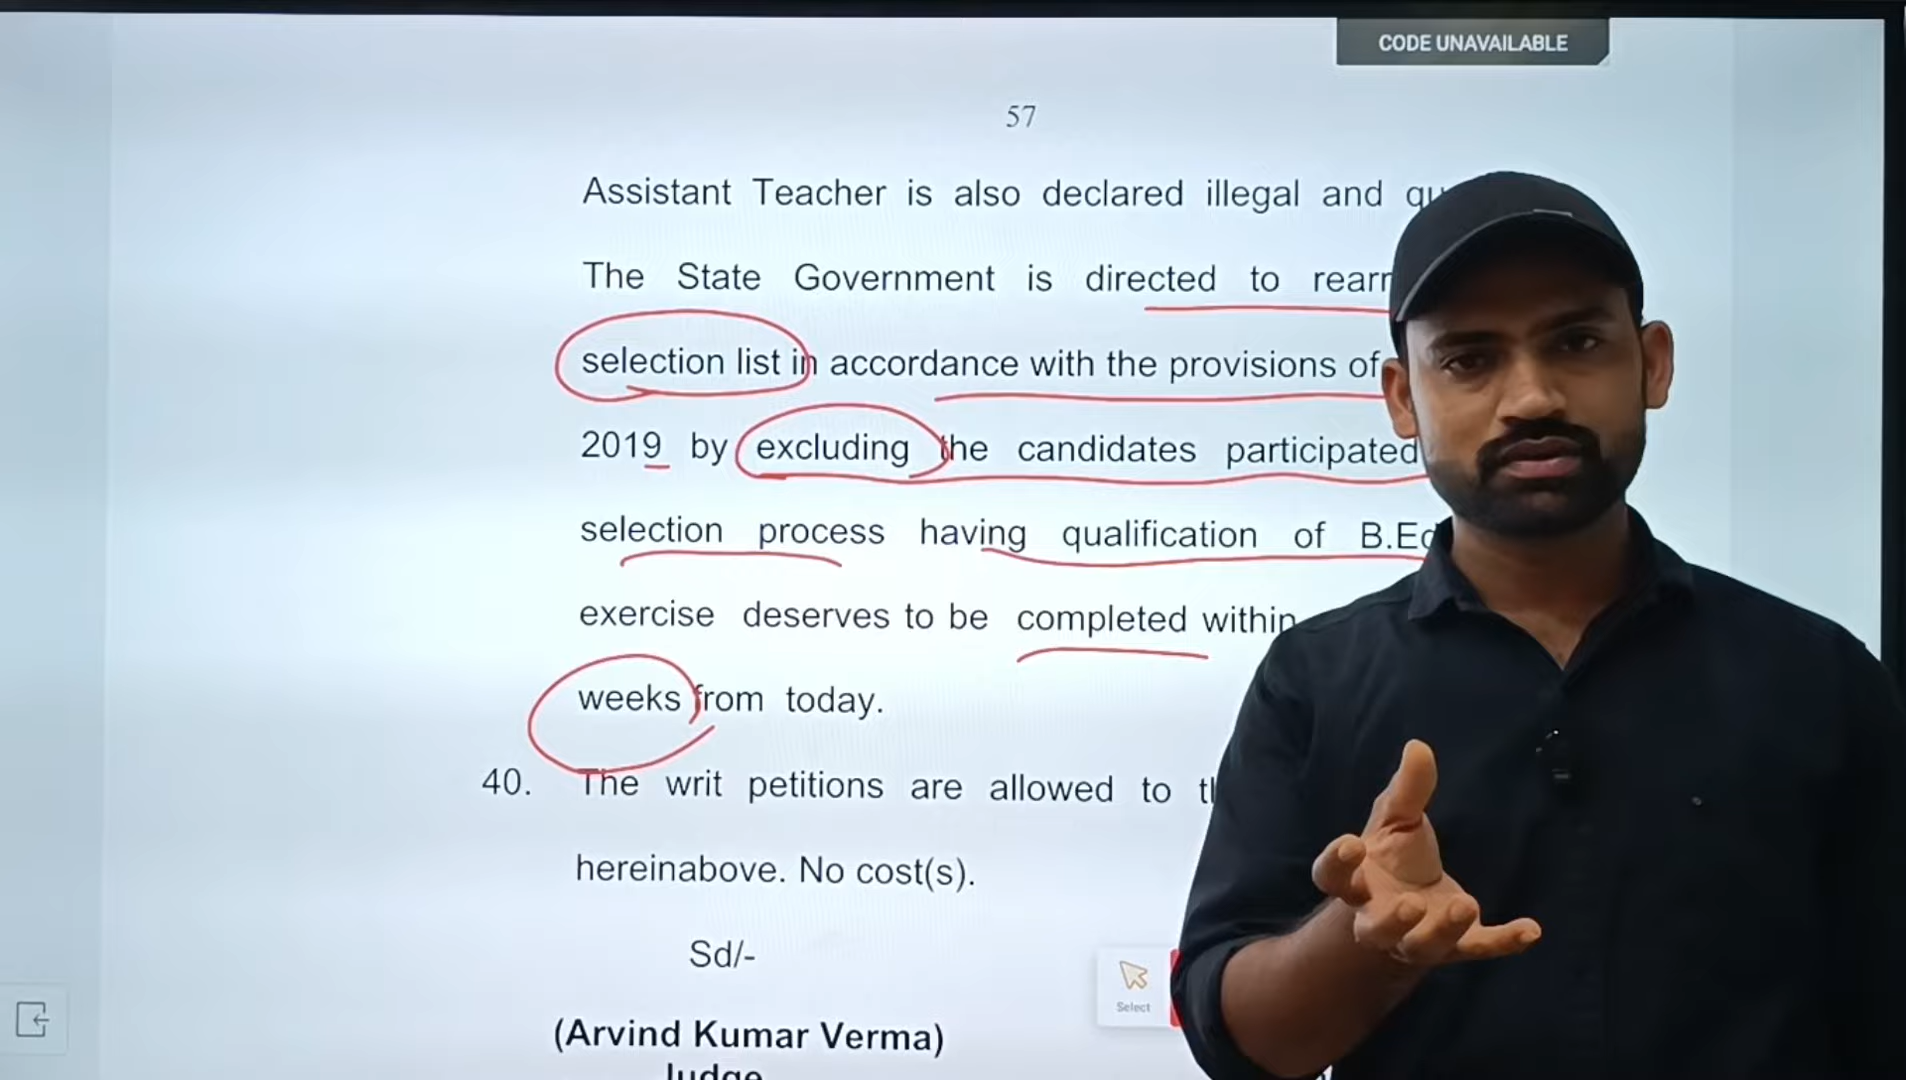 CODE UNAVAILABLE
57
Assistant Teacher is also declared illegal and
The State Government is directed to
selection list in accordance with the provisions of
2019 by excluding the candidates participated
selection process having qualification of
exercise deserves to be completed within
weeks from today.
40. The writ petitions are allowed to
hereinabove. No cost(s).
Sd/-
Select
(Arvind Kumar Verma)
Judge